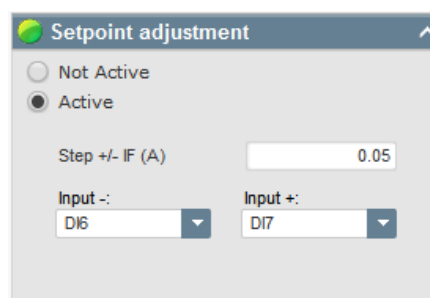 Setpoint adjustment
Not Active
Active
Step +/- IF (A) 0.05
Input -: Input +:
DI6 DI7